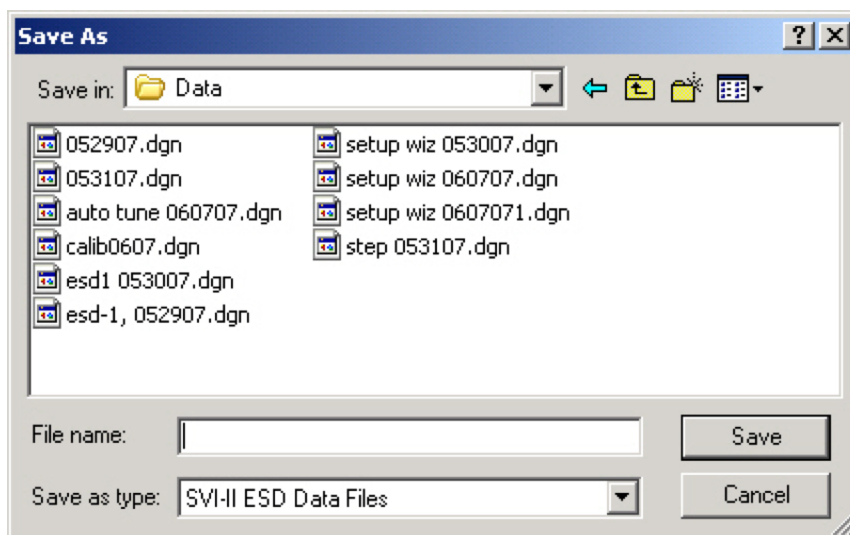 Save As
Save in: Data
052907.dgn
053107.dgn
auto tune 060707.dgn
calib0607.dgn
esd1 053007.dgn
esd-1, 052907.dgn
setup wiz 053007.dgn
setup wiz 060707.dgn
setup wiz 0607071.dgn
step 053107.dgn
File name:
Save
Save as type: SVI-II ESD Data Files
Cancel